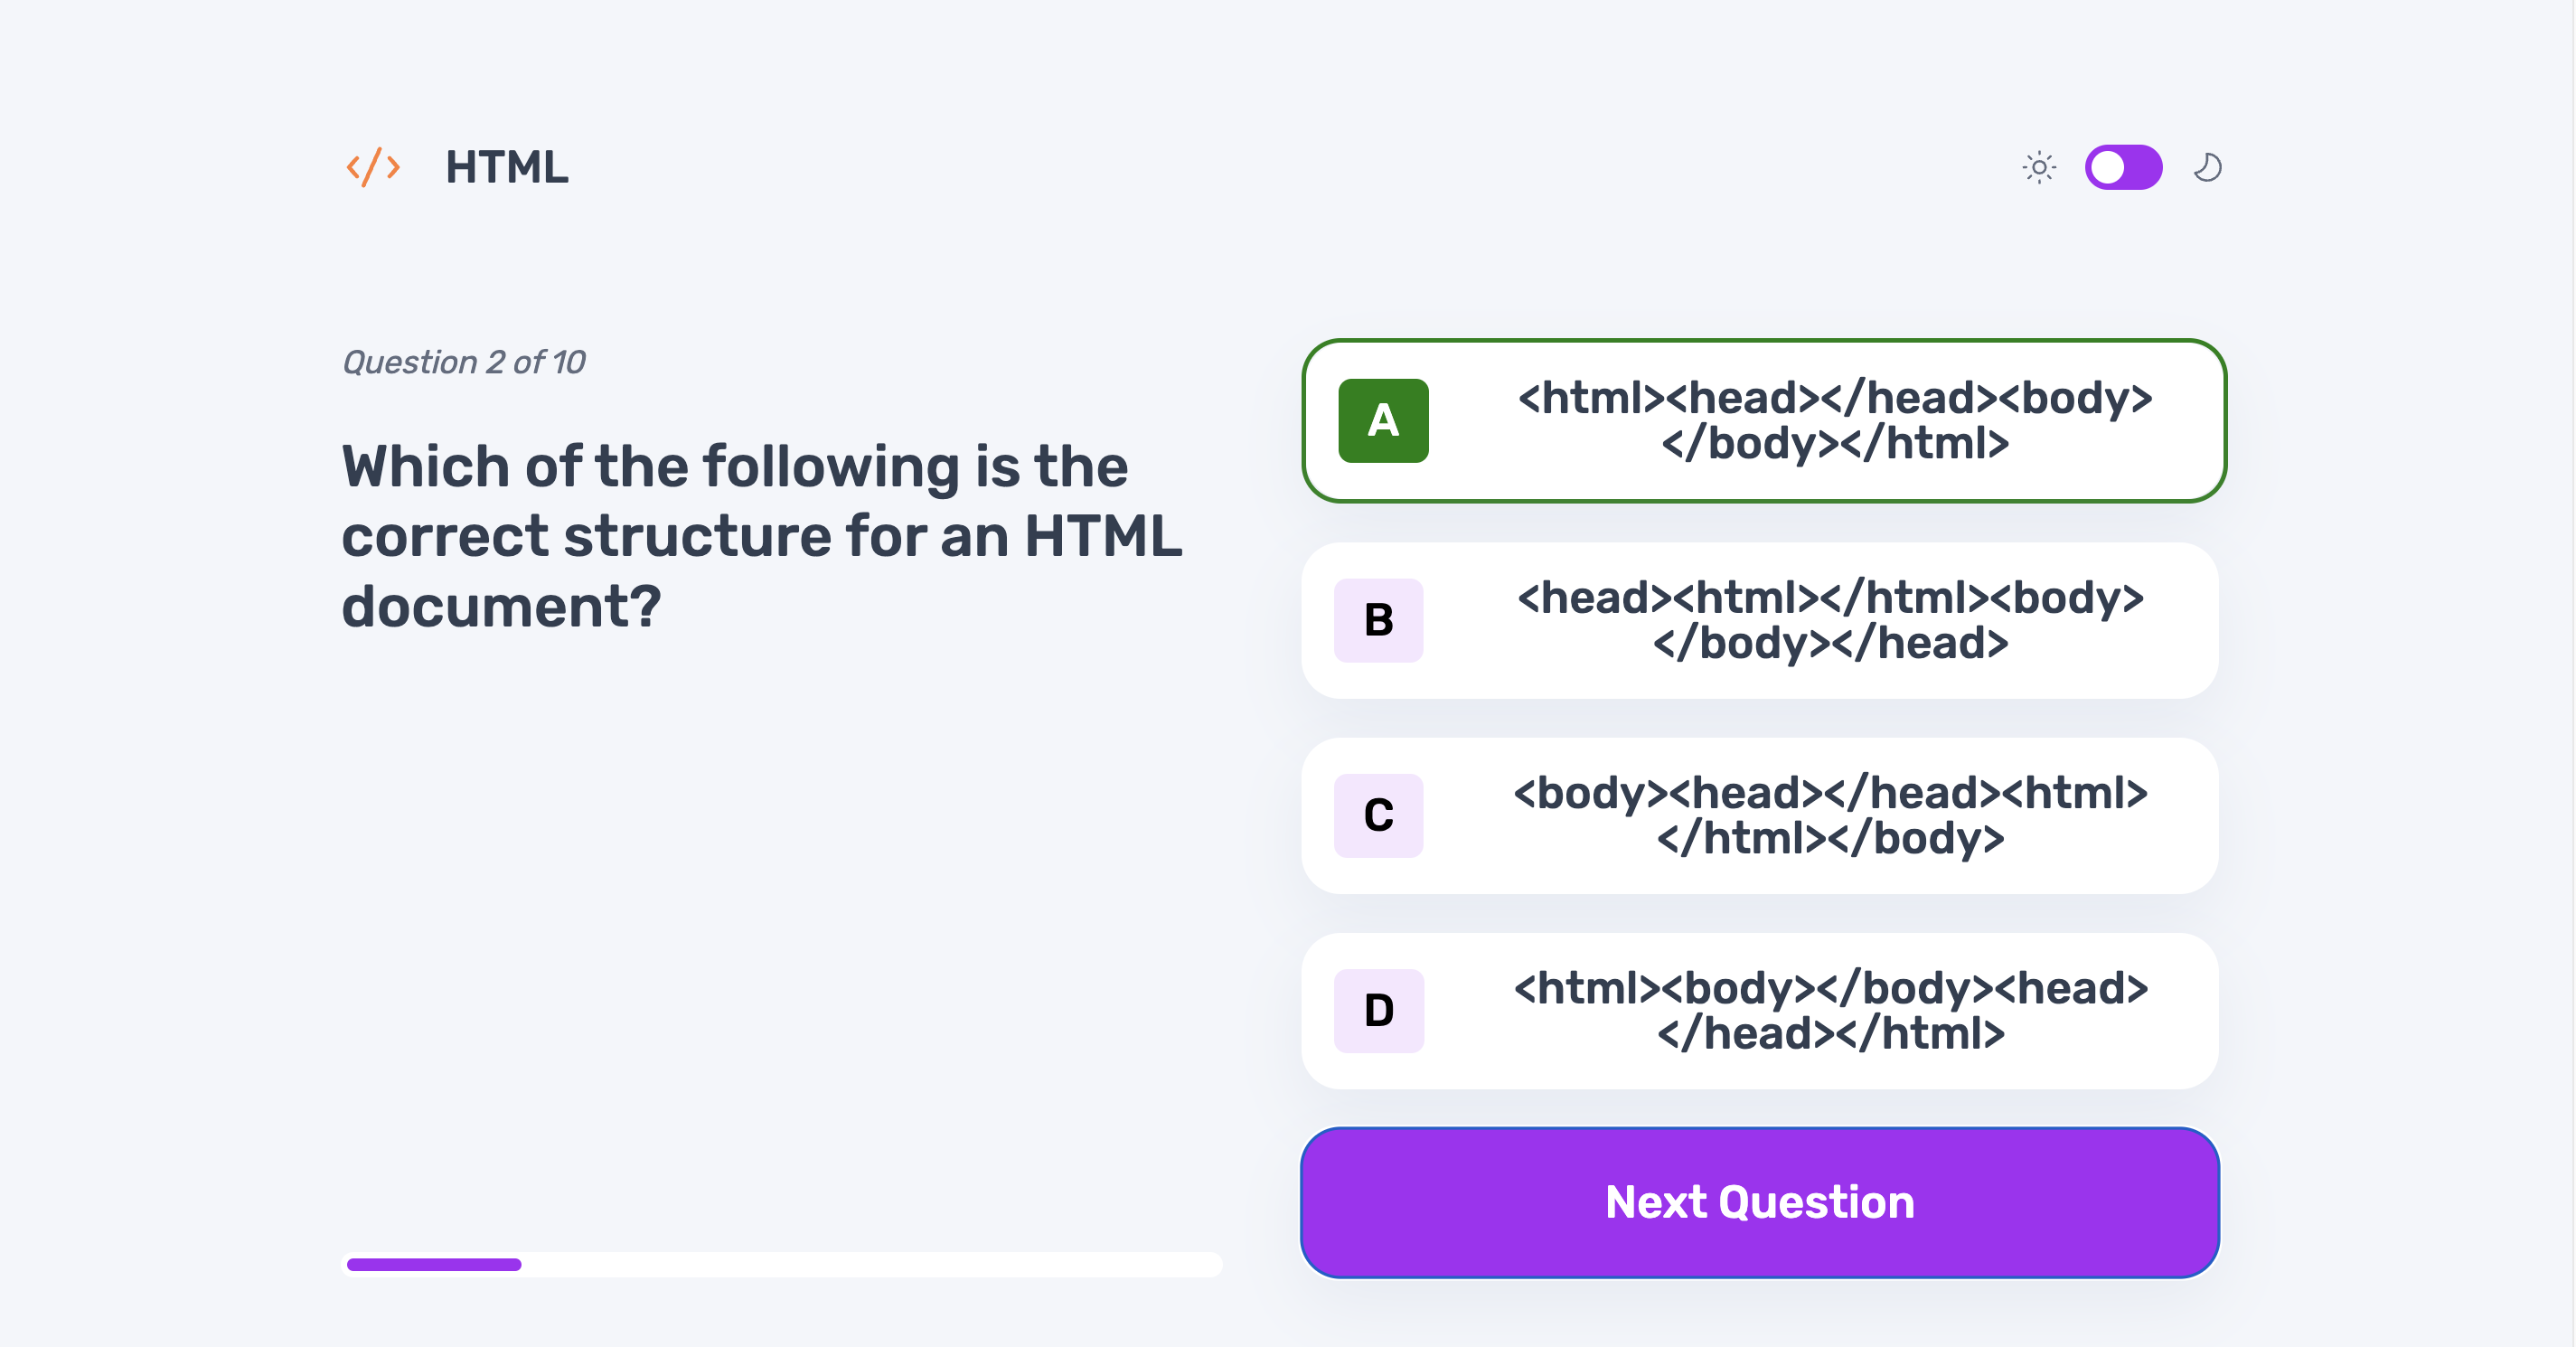 </> HTML
Question 2 of 10
Which of the following is the
correct structure for an HTML
document?
A
<html><head></head><body>
</body></html>
B
<head><html></html><body>
</body></head>
C
<body><head></head><html>
</html></body>
D
<html><body></body><head>
</head></html>
Next Question